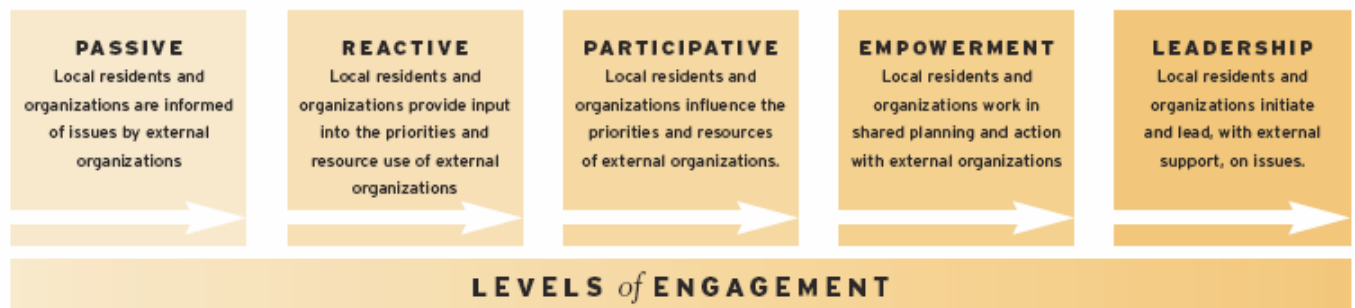 PASSIVE
Local residents and
organizations are informed
of issues by external
organizations
REACTIVE
Local residents and
organizations provide input
into the priorities and
resource use of external
organizations
PARTICIPATIVE
Local residents and
organizations influence the
priorities and resources
of external organizations.
EMPOWERMENT
Local residents and
organizations work in
shared planning and action
with external organizations
LEADERSHIP
Local residents and
organizations initiate
and lead, with external
support, on issues.
LEVELS of ENGAGEMENT